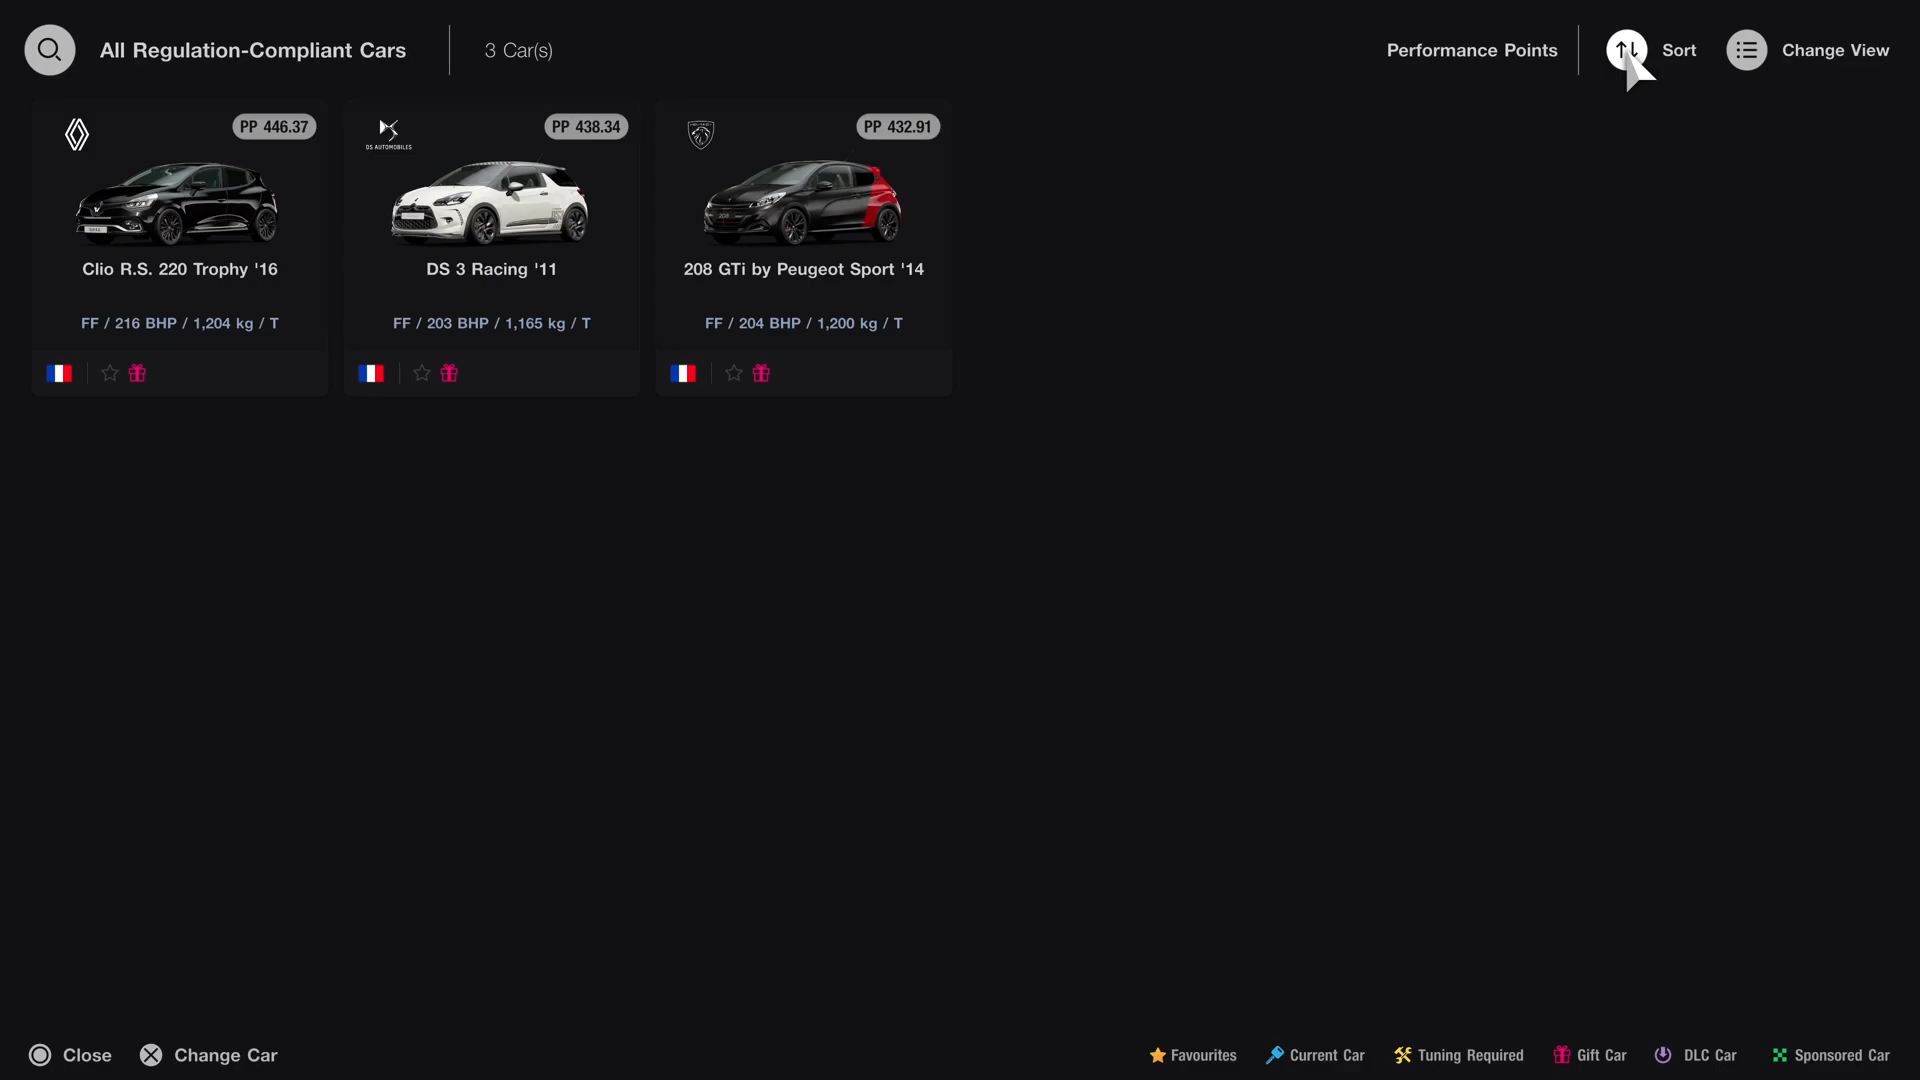 All Regulation-Compliant Cars
3 Car(s)
Performance Points
Sort
Change View
PP 446.37
Clio R.S. 220 Trophy '16
FF / 216 BHP / 1,204 kg / T
DS AUTOMOBILES
PP 438.34
DS 3 Racing '11
FF / 203 BHP / 1,165 kg / T
PEUGEOT
PP 432.91
208 GTi by Peugeot Sport '14
FF / 204 BHP / 1,200 kg / T
Close
Change Car
Favourites
Current Car
Tuning Required
Gift Car
DLC Car
Sponsored Car